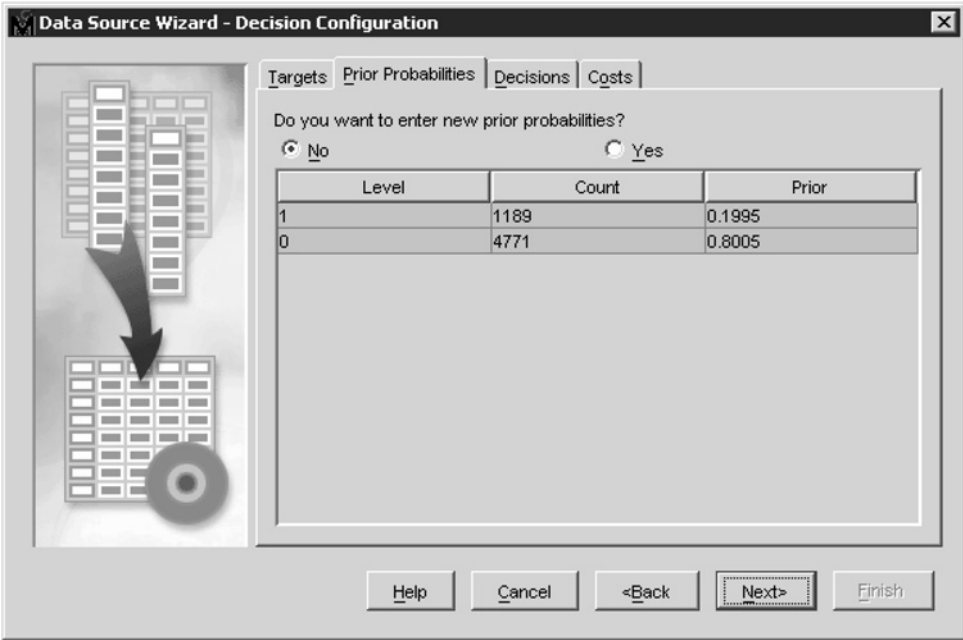 Data Source Wizard - Decision Configuration
Targets Prior Probabilities Decisions Costs
Do you want to enter new prior probabilities?
No Yes
Level Count Prior
1 1189 0.1995
0 4771 0.8005
Help Cancel <Back Next> Finish